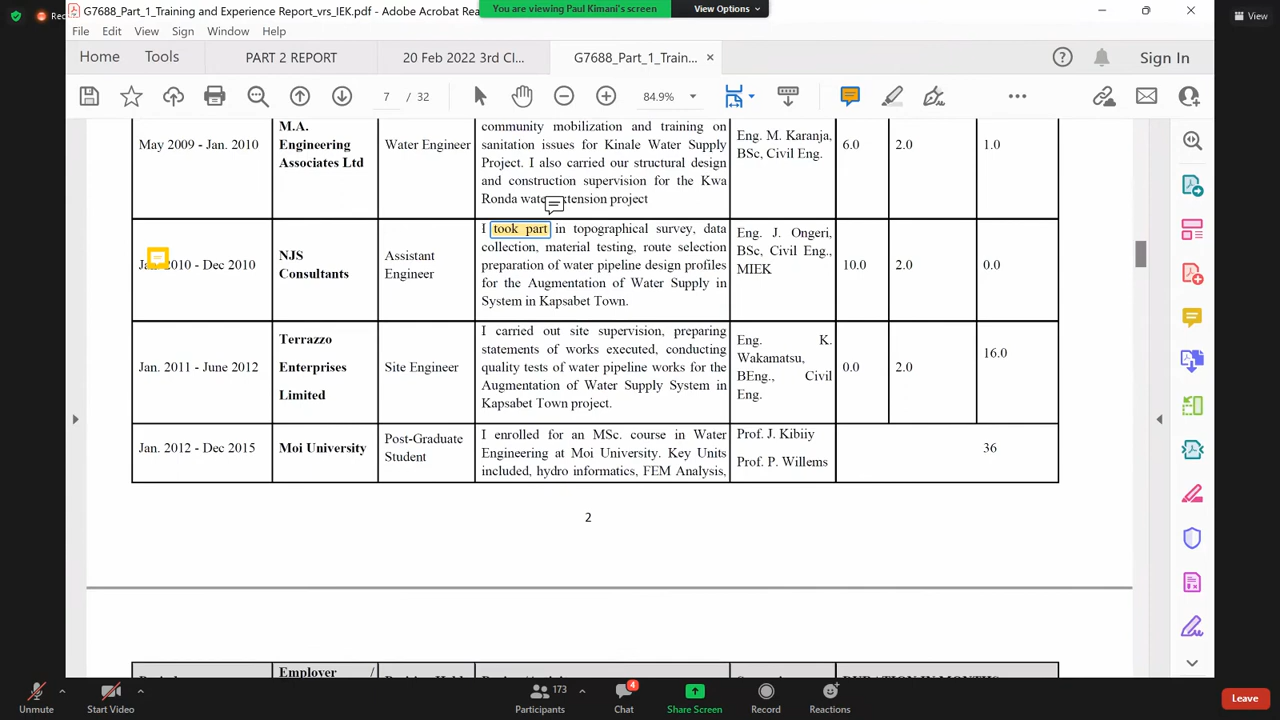 Rec
G7688_Part_1_Training and Experience Report_vrs_IEK.pdf - Adobe Acrobat Rea
You are viewing Paul Kimani's screen
View Options
View
File Edit View Sign Window Help
Home Tools PART 2 REPORT 20 Feb 2022 3rd Cl... G7688_Part_1_Train... Sign In
7 / 32 84.9%
May 2009 - Jan. 2010
M.A.
Engineering
Associates Ltd
Water Engineer
community mobilization and training on
sanitation issues for Kinale Water Supply
Project. I also carried our structural design
and construction supervision for the Kwa
Ronda extension project
Eng. M. Karanja,
BSc, Civil Eng.
6.0 2.0 1.0
2010 - Dec 2010
NJS
Consultants
Assistant
Engineer
I took part in topographical survey, data
collection, material testing, route selection
preparation of water pipeline design profiles
for the Augmentation of Water Supply in
System in Kapsabet Town.
Eng. J. Ongeri,
BSc, Civil Eng.,
MIEK
10.0 2.0 0.0
Jan. 2011 - June 2012
Terrazzo
Enterprises
Limited
Site Engineer
I carried out site supervision, preparing
statements of works executed, conducting
quality tests of water pipeline works for the
Augmentation of Water Supply System in
Kapsabet Town project.
Eng. K.
Wakamatsu,
BEng., Civil
Eng.
0.0 2.0 16.0
Jan. 2012 - Dec 2015
Moi University
Post-Graduate
Student
I enrolled for an MSc. course in Water
Engineering at Moi University. Key Units
included, hydro informatics, FEM Analysis,
Prof. J. Kibiiy
Prof. P. Willems
36
2
Employer /
Unmute Start Video Participants 173 Chat 4 Share Screen Record Reactions Leave